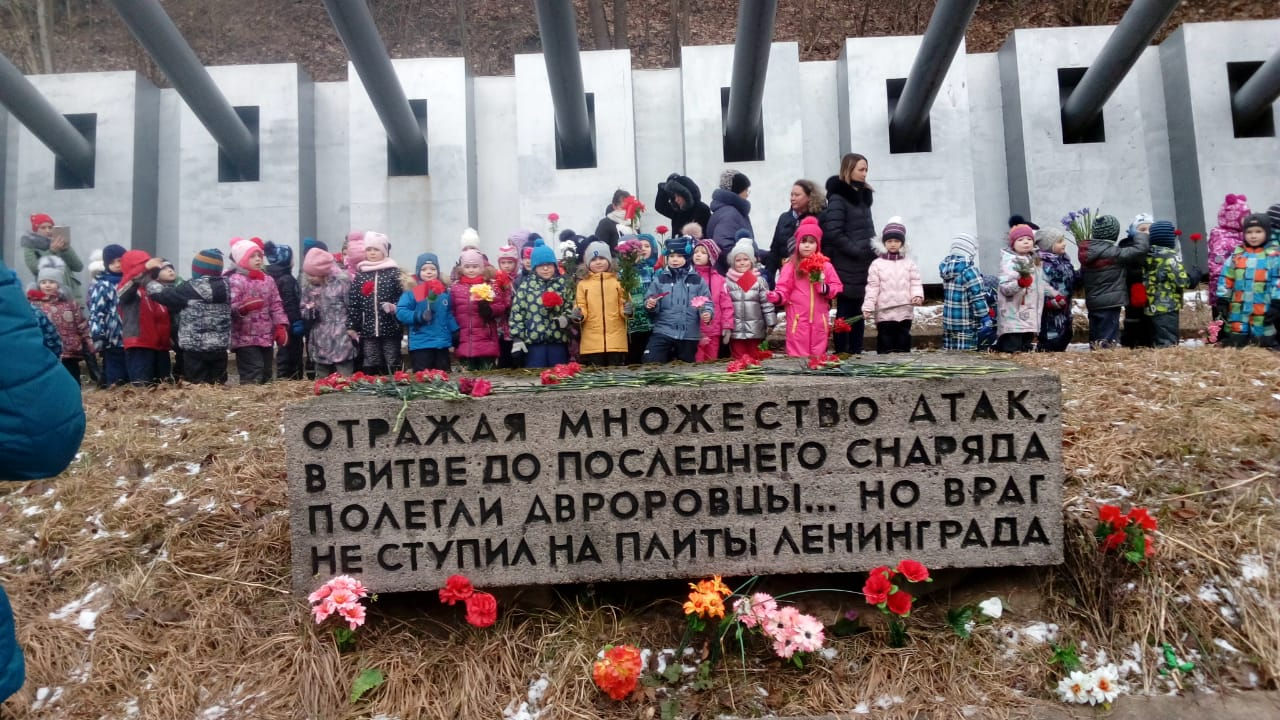 ОТРАЖАЯ МНОЖЕСТВО АТАК,
В БИТВЕ ДО ПОСЛЕДНЕГО СНАРЯДА
ПОЛЕГЛИ АВРОРОВЦЫ... НО ВРАГ
НЕ СТУПИЛ НА ПЛИТЫ ЛЕНИНГРАДА